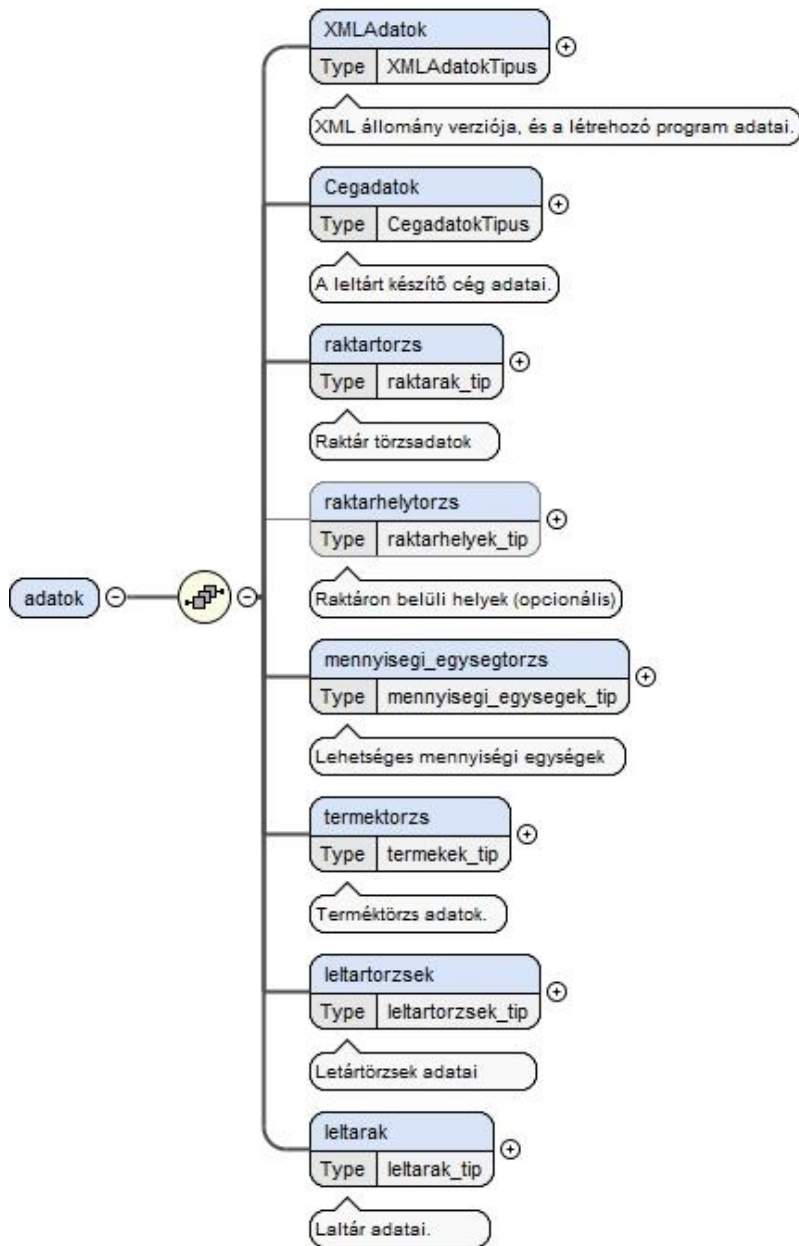 XMLAdatok
Type XMLAdatokTipus
XML állomány verziója, és a létrehozó program adatai.
Cegadatok
Type CegadatokTipus
A leltárt készítő cég adatai.
raktartorzs
Type raktarak_tip
Raktár törzsadatok
raktarhelytorzs
Type raktarhelyek_tip
Raktáron belüli helyek (opcionális)
adatok
mennyisegi_egysegtorzs
Type mennyisegi_egysegek_tip
Lehetséges mennyiségi egységek
termektorzs
Type termekek_tip
Terméktörzs adatok.
leltartorzsek
Type leltartorzsek_tip
Letártörzsek adatai
leltarak
Type leltarak_tip
Laltár adatai.